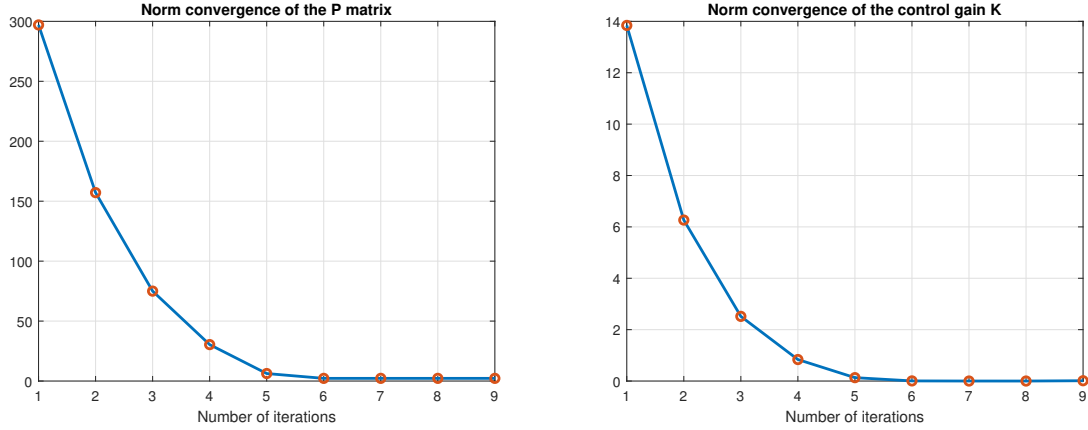 Norm convergence of the P matrix
300
250
200
150
100
50
0
1 2 3 4 5 6 7 8 9
Number of iterations
Norm convergence of the control gain K
14
12
10
8
6
4
2
0
1 2 3 4 5 6 7 8 9
Number of iterations